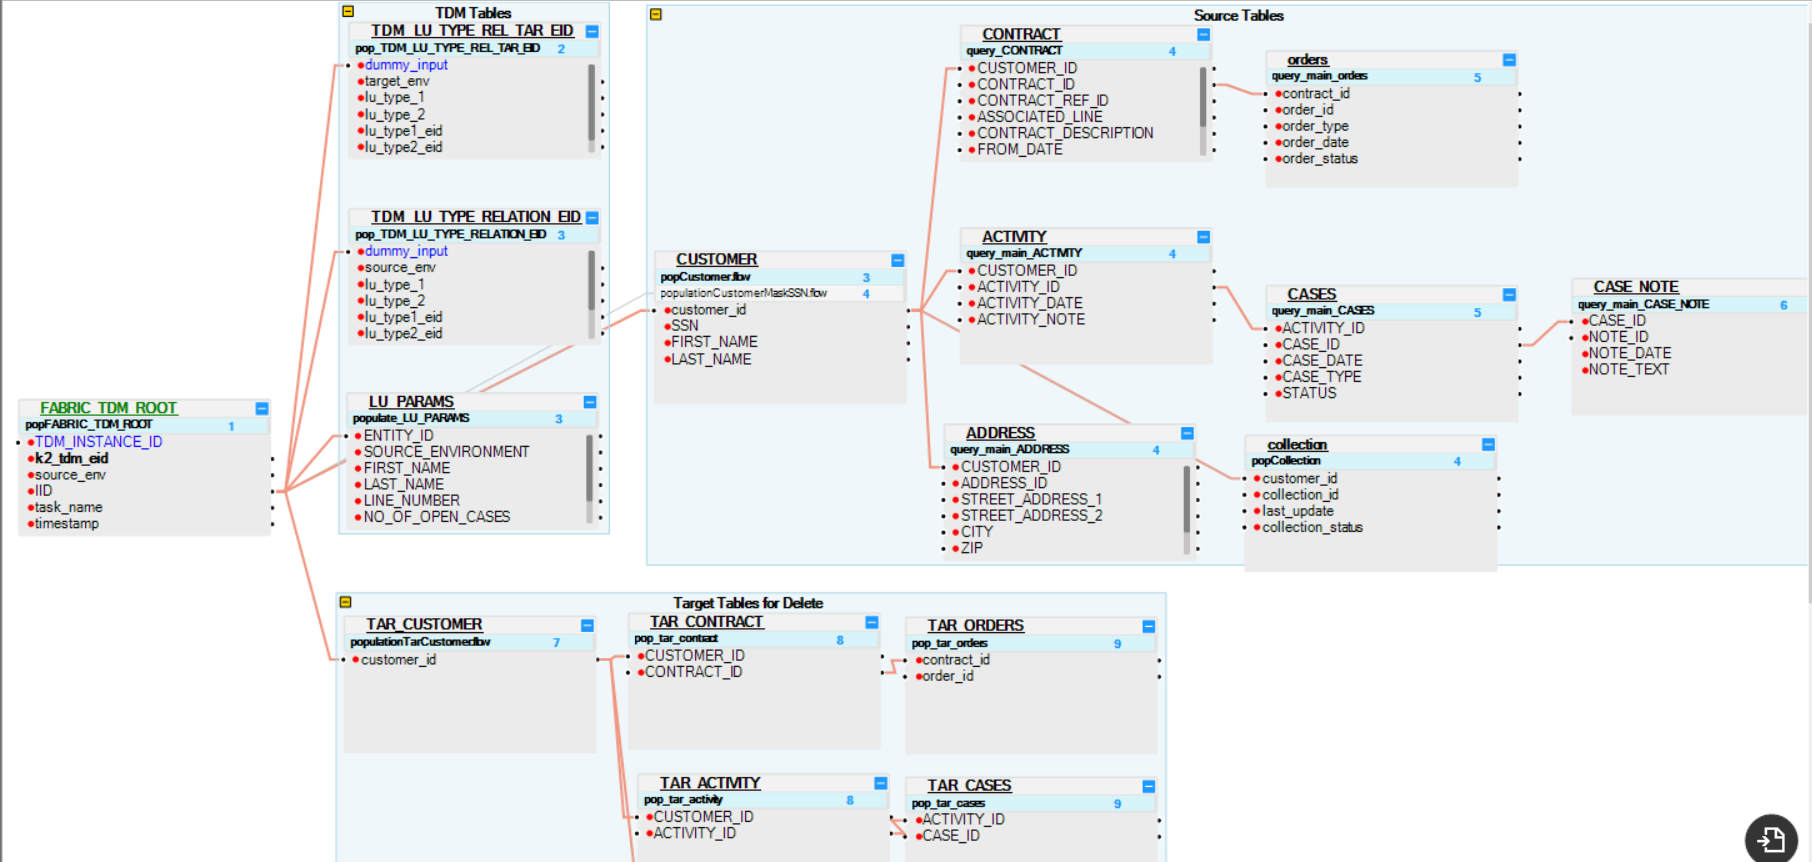 TDM Tables
TDM_LU_TYPE_REL_TAR_EID
pop_TDM_LU_TYPE_REL_TAR_EID 2
dummy_input
target_env
lu_type_1
lu_type_2
lu_type1_eid
lu_type2_eid
TDM_LU_TYPE_RELATION_EID
pop_TDM_LU_TYPE_RELATION_EID 3
dummy_input
source_env
lu_type_1
lu_type_2
lu_type1_eid
lu_type2_eid
LU_PARAMS
populate_LU_PARAMS 3
ENTITY_ID
SOURCE_ENVIRONMENT
FIRST_NAME
LAST_NAME
LINE_NUMBER
NO_OF_OPEN_CASES
FABRIC_TDM_ROOT
popFABRIC_TDM_ROOT 1
TDM_INSTANCE_ID
k2_tdm_eid
source_env
IID
task_name
timestamp
Source Tables
CUSTOMER
popCustomer.flow 3
populationCustomerMaskSSN.flow 4
customer_id
SSN
FIRST_NAME
LAST_NAME
CONTRACT
query_CONTRACT 4
CUSTOMER_ID
CONTRACT_ID
CONTRACT_REF_ID
ASSOCIATED_LINE
CONTRACT_DESCRIPTION
FROM_DATE
orders
query_main_orders 5
contract_id
order_id
order_type
order_date
order_status
ACTIVITY
query_main_ACTIVITY 4
CUSTOMER_ID
ACTIVITY_ID
ACTIVITY_DATE
ACTIVITY_NOTE
CASES
query_main_CASES 5
ACTIVITY_ID
CASE_ID
CASE_DATE
CASE_TYPE
STATUS
CASE_NOTE
query_main_CASE_NOTE 6
CASE_ID
NOTE_ID
NOTE_DATE
NOTE_TEXT
ADDRESS
query_main_ADDRESS 4
CUSTOMER_ID
ADDRESS_ID
STREET_ADDRESS_1
STREET_ADDRESS_2
CITY
ZIP
collection
popCollection 4
customer_id
collection_id
last_update
collection_status
Target Tables for Delete
TAR_CUSTOMER
populationTarCustomer.flow 7
customer_id
TAR_CONTRACT
pop_tar_contract 8
CUSTOMER_ID
CONTRACT_ID
TAR_ORDERS
pop_tar_orders 9
contract_id
order_id
TAR_ACTIVITY
pop_tar_activity 8
CUSTOMER_ID
ACTIVITY_ID
TAR_CASES
pop_tar_cases 9
ACTIVITY_ID
CASE_ID